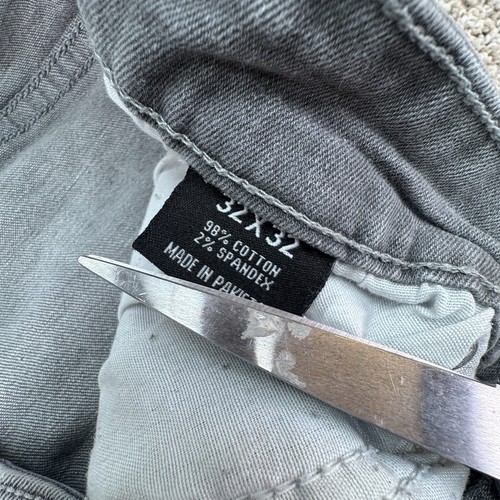 32 X 32
98% COTTON
2% SPANDEX
MADE IN